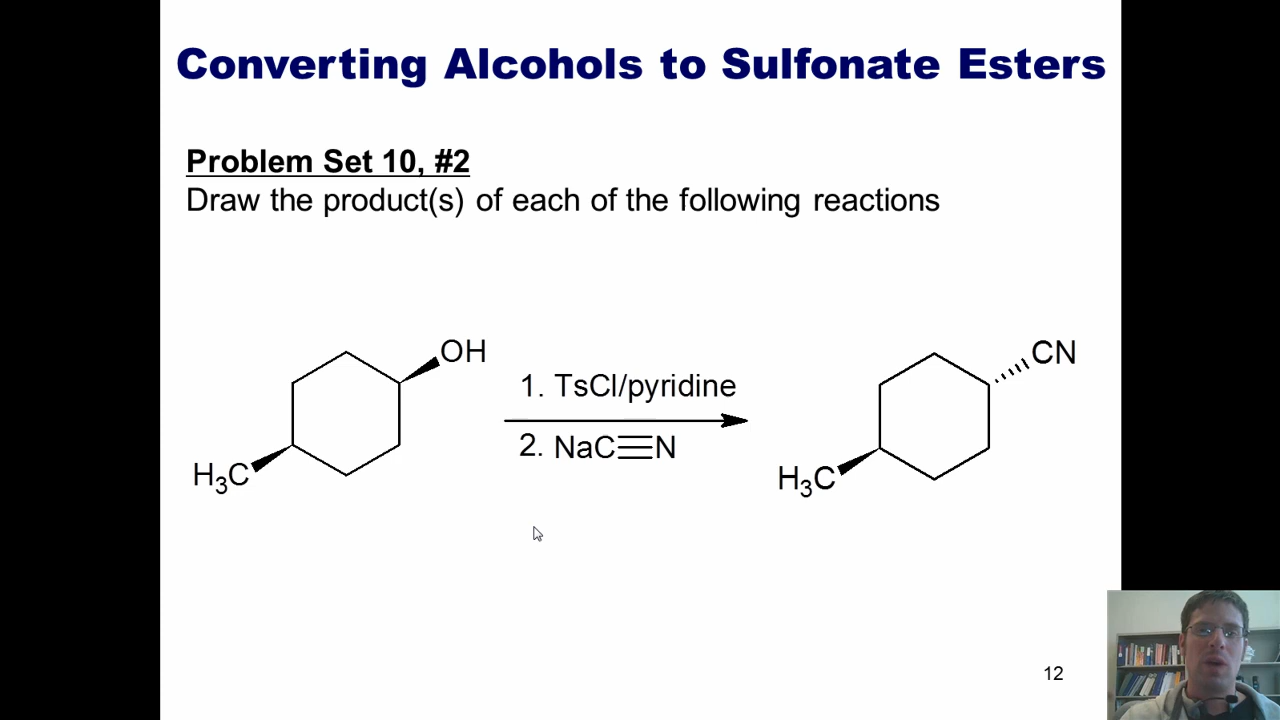 Converting Alcohols to Sulfonate Esters
Problem Set 10, #2
Draw the product(s) of each of the following reactions
OH
H₃C
1. TsCl/pyridine
2. NaC≡N
CN
H₃C
12